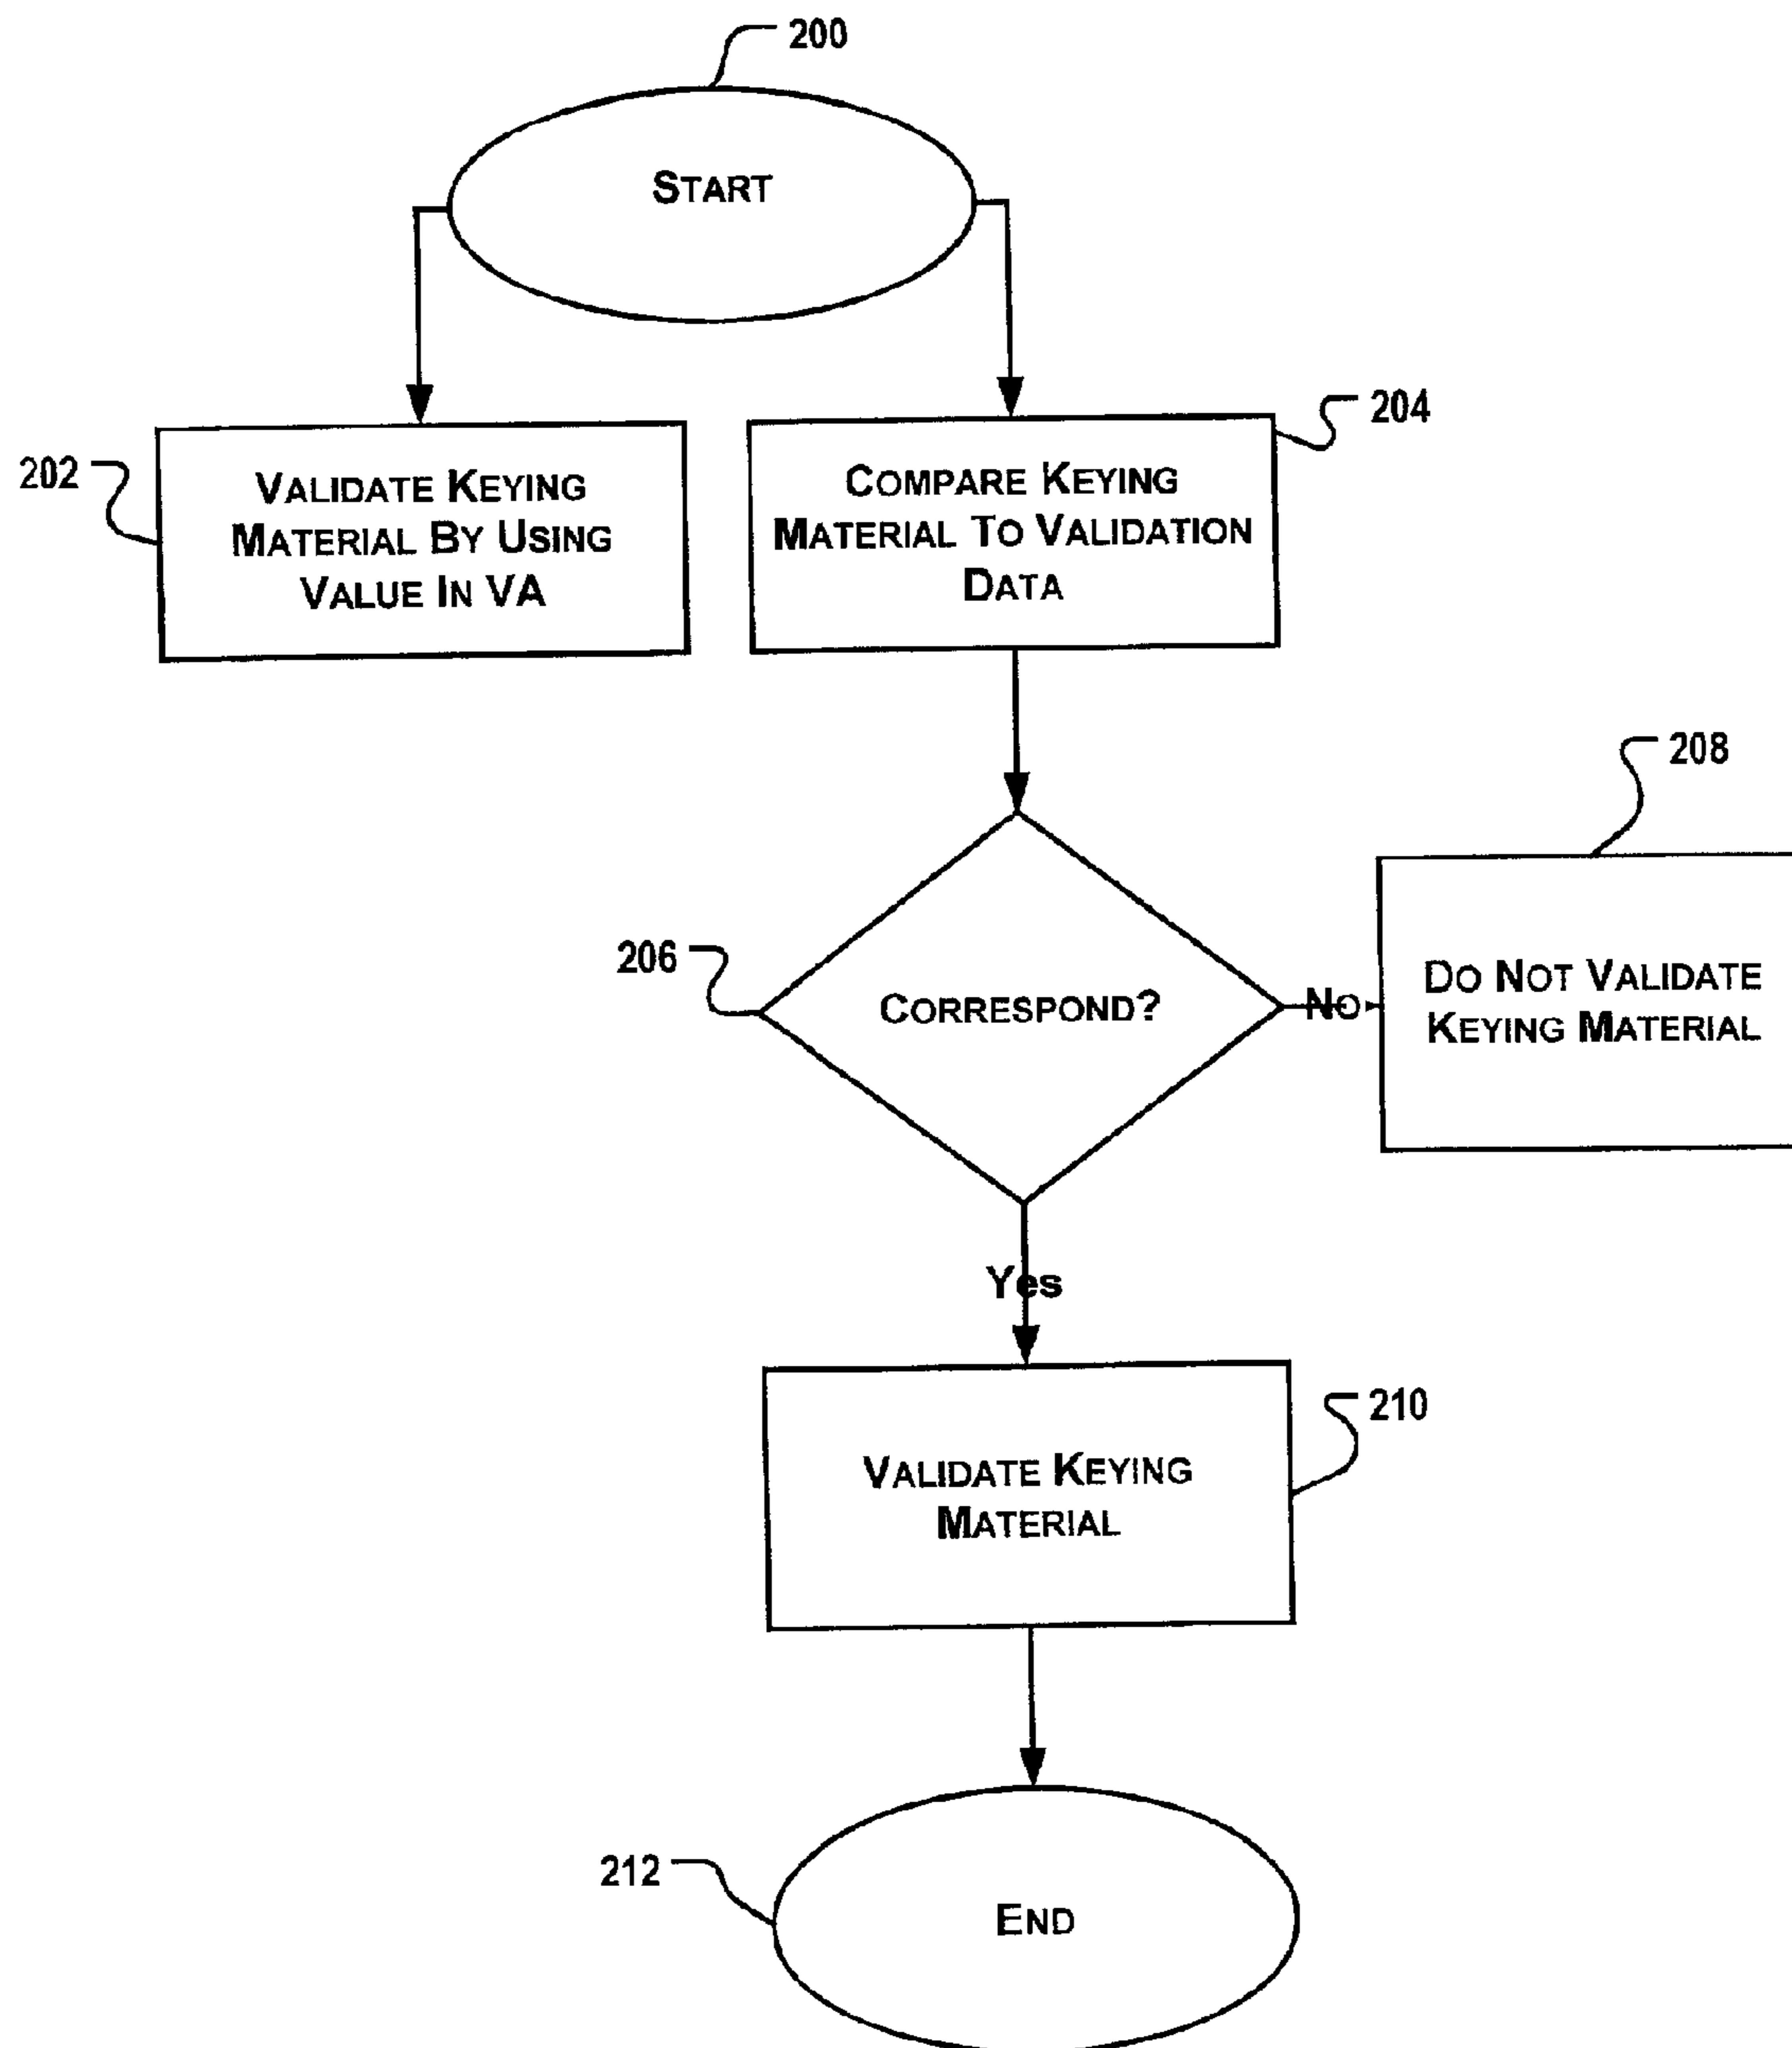 200
START
202
VALIDATE KEYING
MATERIAL BY USING
VALUE IN VA
204
COMPARE KEYING
MATERIAL TO VALIDATION
DATA
206
CORRESPOND?
No
208
DO NOT VALIDATE
KEYING MATERIAL
Yes
210
VALIDATE KEYING
MATERIAL
212
END